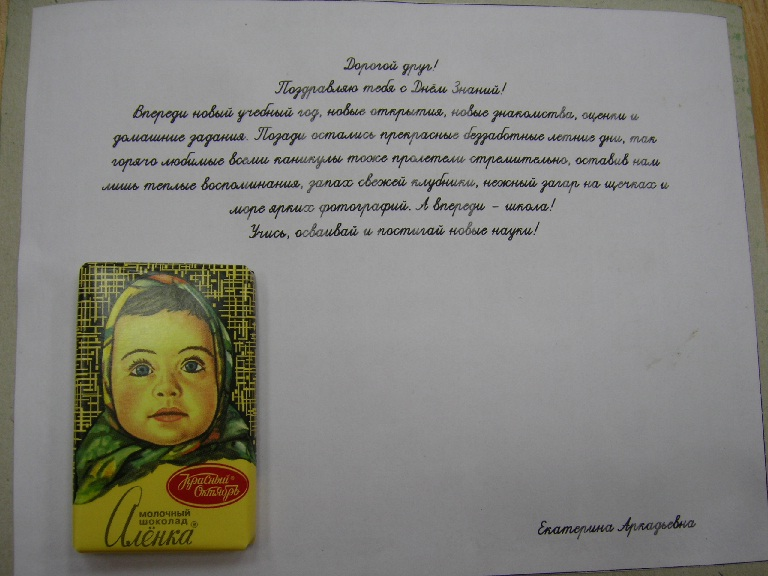 Дорогой друг!
Поздравляю тебя с Днём Знаний!
Впереди новый учебный год, новые открытия, новые знакомства, оценки и
домашние задания. Позади остались прекрасные беззаботные летние дни, так
горячо любимые всеми каникулы тоже пролетели стремительно, оставив нам
лишь теплые воспоминания, запах свежей клубники, нежный загар на щечках и
море ярких фотографий. А впереди – школа!
Учись, осваивай и постигай новые науки!
Красный
Октябрь
молочный
шоколад
Алёнка
Екатерина Аркадьевна